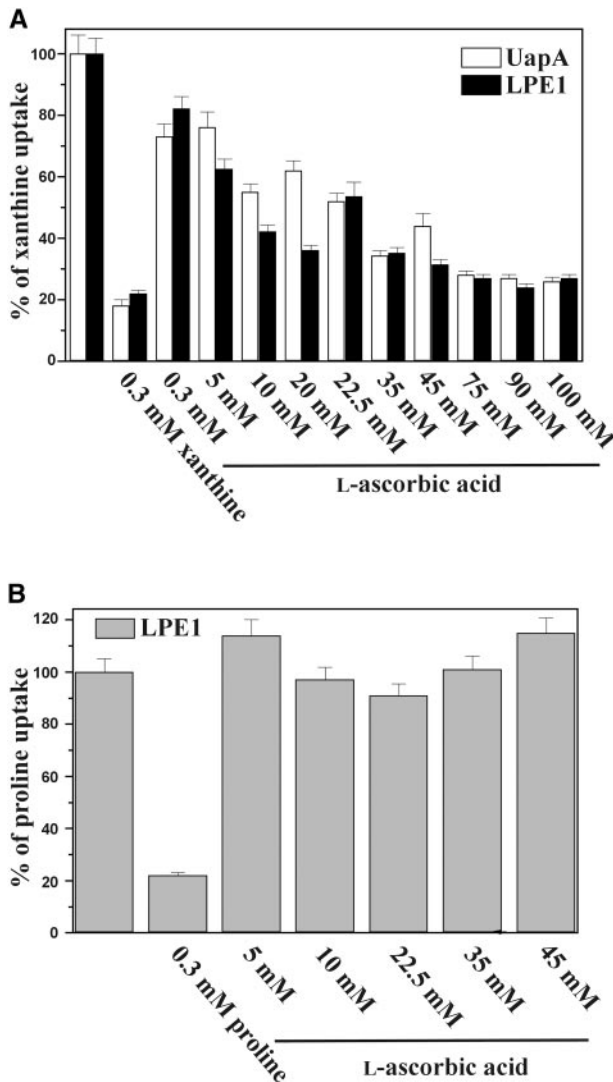 A
UapA
LPE1
% of xanthine uptake
100
80
60
40
20
0
0.3 mM xanthine
0.3 mM
5 mM
10 mM
20 mM
22.5 mM
35 mM
45 mM
75 mM
90 mM
100 mM
L-ascorbic acid
B
LPE1
% of proline uptake
120
100
80
60
40
20
0
0.3 mM proline
5 mM
10 mM
22.5 mM
35 mM
45 mM
L-ascorbic acid